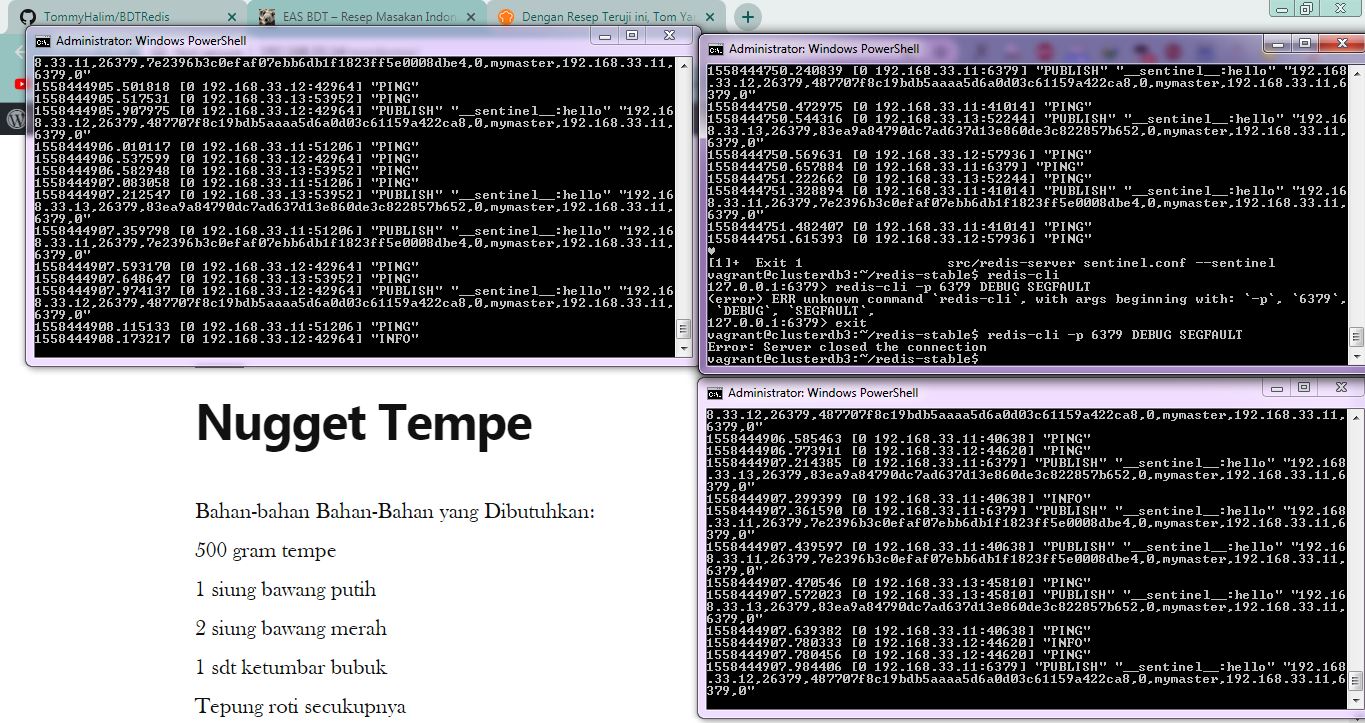 TommyHalim/BDTRedis
EAS BDT – Resep Masakan Indon
Dengan Resep Teruji ini, Tom Yar
Administrator: Windows PowerShell
8.33.11,26379,7e2396b3c0efaf07ebb6db1f1823ff5e0008dbe4,0,mymaster,192.168.33.11,
6379,0"
1558444905.501818 [0 192.168.33.12:42964] "PING"
1558444905.517531 [0 192.168.33.13:53952] "PING"
1558444905.907975 [0 192.168.33.12:42964] "PUBLISH" "__sentinel__:hello" "192.16
8.33.12,26379,487707f8c19bdb5aaaa5d6a0d03c61159a422ca8,0,mymaster,192.168.33.11,
6379,0"
1558444906.010117 [0 192.168.33.11:51206] "PING"
1558444906.537599 [0 192.168.33.12:42964] "PING"
1558444906.582948 [0 192.168.33.13:53952] "PING"
1558444907.083058 [0 192.168.33.11:51206] "PING"
1558444907.212547 [0 192.168.33.13:53952] "PUBLISH" "__sentinel__:hello" "192.16
8.33.13,26379,83ea9a84790dc7ad637d13e860de3c822857b652,0,mymaster,192.168.33.11,
6379,0"
1558444907.359798 [0 192.168.33.11:51206] "PUBLISH" "__sentinel__:hello" "192.16
8.33.11,26379,7e2396b3c0efaf07ebb6db1f1823ff5e0008dbe4,0,mymaster,192.168.33.11,
6379,0"
1558444907.593170 [0 192.168.33.12:42964] "PING"
1558444907.648647 [0 192.168.33.13:53952] "PING"
1558444907.971374 [0 192.168.33.12:42964] "PUBLISH" "__sentinel__:hello" "192.16
8.33.12,26379,487707f8c19bdb5aaaa5d6a0d03c61159a422ca8,0,mymaster,192.168.33.11,
6379,0"
1558444908.115133 [0 192.168.33.11:51206] "PING"
1558444908.173217 [0 192.168.33.12:42964] "INFO"
Administrator: Windows PowerShell
1558444750.240839 [0 192.168.33.11:6379] "PUBLISH" "__sentinel__:hello" "192.168
.33.12,26379,487707f8c19bdb5aaaa5d6a0d03c61159a422ca8,0,mymaster,192.168.33.11,6
379,0"
1558444750.472975 [0 192.168.33.11:41014] "PING"
1558444750.544316 [0 192.168.33.13:52244] "PUBLISH" "__sentinel__:hello" "192.16
8.33.13,26379,83ea9a84790dc7ad637d13e860de3c822857b652,0,mymaster,192.168.33.11,
6379,0"
1558444750.569631 [0 192.168.33.12:57936] "PING"
1558444750.657884 [0 192.168.33.11:6379] "PING"
1558444751.222662 [0 192.168.33.13:52244] "PING"
1558444751.328894 [0 192.168.33.11:41014] "PUBLISH" "__sentinel__:hello" "192.16
8.33.11,26379,7e2396b3c0efaf07ebb6db1f1823ff5e0008dbe4,0,mymaster,192.168.33.11,
6379,0"
1558444751.482407 [0 192.168.33.11:41014] "PING"
1558444751.615393 [0 192.168.33.12:57936] "PING"
♥
[1]+ Exit 1 src/redis-server sentinel.conf --sentinel
vagrant@clusterdb3:~/redis-stable$ redis-cli
127.0.0.1:6379> redis-cli -p 6379 DEBUG SEGFAULT
(error) ERR unknown command `redis-cli`, with args beginning with: `-p`, `6379`,
`DEBUG`, `SEGFAULT`,
127.0.0.1:6379> exit
vagrant@clusterdb3:~/redis-stable$ redis-cli -p 6379 DEBUG SEGFAULT
Error: Server closed the connection
vagrant@clusterdb3:~/redis-stable$
Administrator: Windows PowerShell
8.33.12,26379,487707f8c19bdb5aaaa5d6a0d03c61159a422ca8,0,mymaster,192.168.33.11,
6379,0"
1558444906.585463 [0 192.168.33.11:40638] "PING"
1558444906.773911 [0 192.168.33.12:44620] "PING"
1558444907.214385 [0 192.168.33.11:6379] "PUBLISH" "__sentinel__:hello" "192.168
.33.13,26379,83ea9a84790dc7ad637d13e860de3c822857b652,0,mymaster,192.168.33.11,6
379,0"
1558444907.299399 [0 192.168.33.11:40638] "INFO"
1558444907.361590 [0 192.168.33.11:6379] "PUBLISH" "__sentinel__:hello" "192.168
.33.11,26379,7e2396b3c0efaf07ebb6db1f1823ff5e0008dbe4,0,mymaster,192.168.33.11,6
379,0"
1558444907.439597 [0 192.168.33.11:40638] "PUBLISH" "__sentinel__:hello" "192.16
8.33.11,26379,7e2396b3c0efaf07ebb6db1f1823ff5e0008dbe4,0,mymaster,192.168.33.11,
6379,0"
1558444907.470546 [0 192.168.33.13:45810] "PING"
1558444907.572023 [0 192.168.33.13:45810] "PUBLISH" "__sentinel__:hello" "192.16
8.33.13,26379,83ea9a84790dc7ad637d13e860de3c822857b652,0,mymaster,192.168.33.11,
6379,0"
1558444907.639382 [0 192.168.33.11:40638] "PING"
1558444907.780333 [0 192.168.33.12:44620] "INFO"
1558444907.780456 [0 192.168.33.12:44620] "PING"
1558444907.984406 [0 192.168.33.11:6379] "PUBLISH" "__sentinel__:hello" "192.168
.33.12,26379,487707f8c19bdb5aaaa5d6a0d03c61159a422ca8,0,mymaster,192.168.33.11,6
379,0"
Nugget Tempe
Bahan-bahan Bahan-Bahan yang Dibutuhkan:
500 gram tempe
1 siung bawang putih
2 siung bawang merah
1 sdt ketumbar bubuk
Tepung roti secukupnya